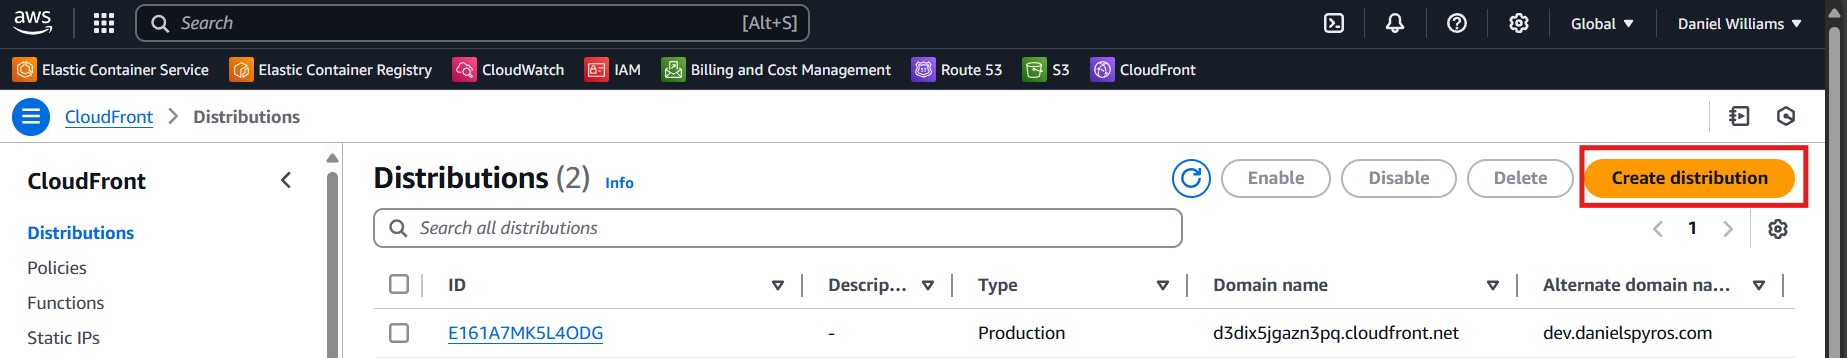 aws Search [Alt+S] Global Daniel Williams
Elastic Container Service Elastic Container Registry CloudWatch IAM Billing and Cost Management Route 53 S3 CloudFront
CloudFront > Distributions
CloudFront
Distributions
Policies
Functions
Static IPs
Distributions (2) Info Enable Disable Delete Create distribution
Search all distributions 1
ID Descrip... Type Domain name Alternate domain na...
E161A7MK5L4ODG - Production d3dix5jgazn3pq.cloudfront.net dev.danielspyros.com